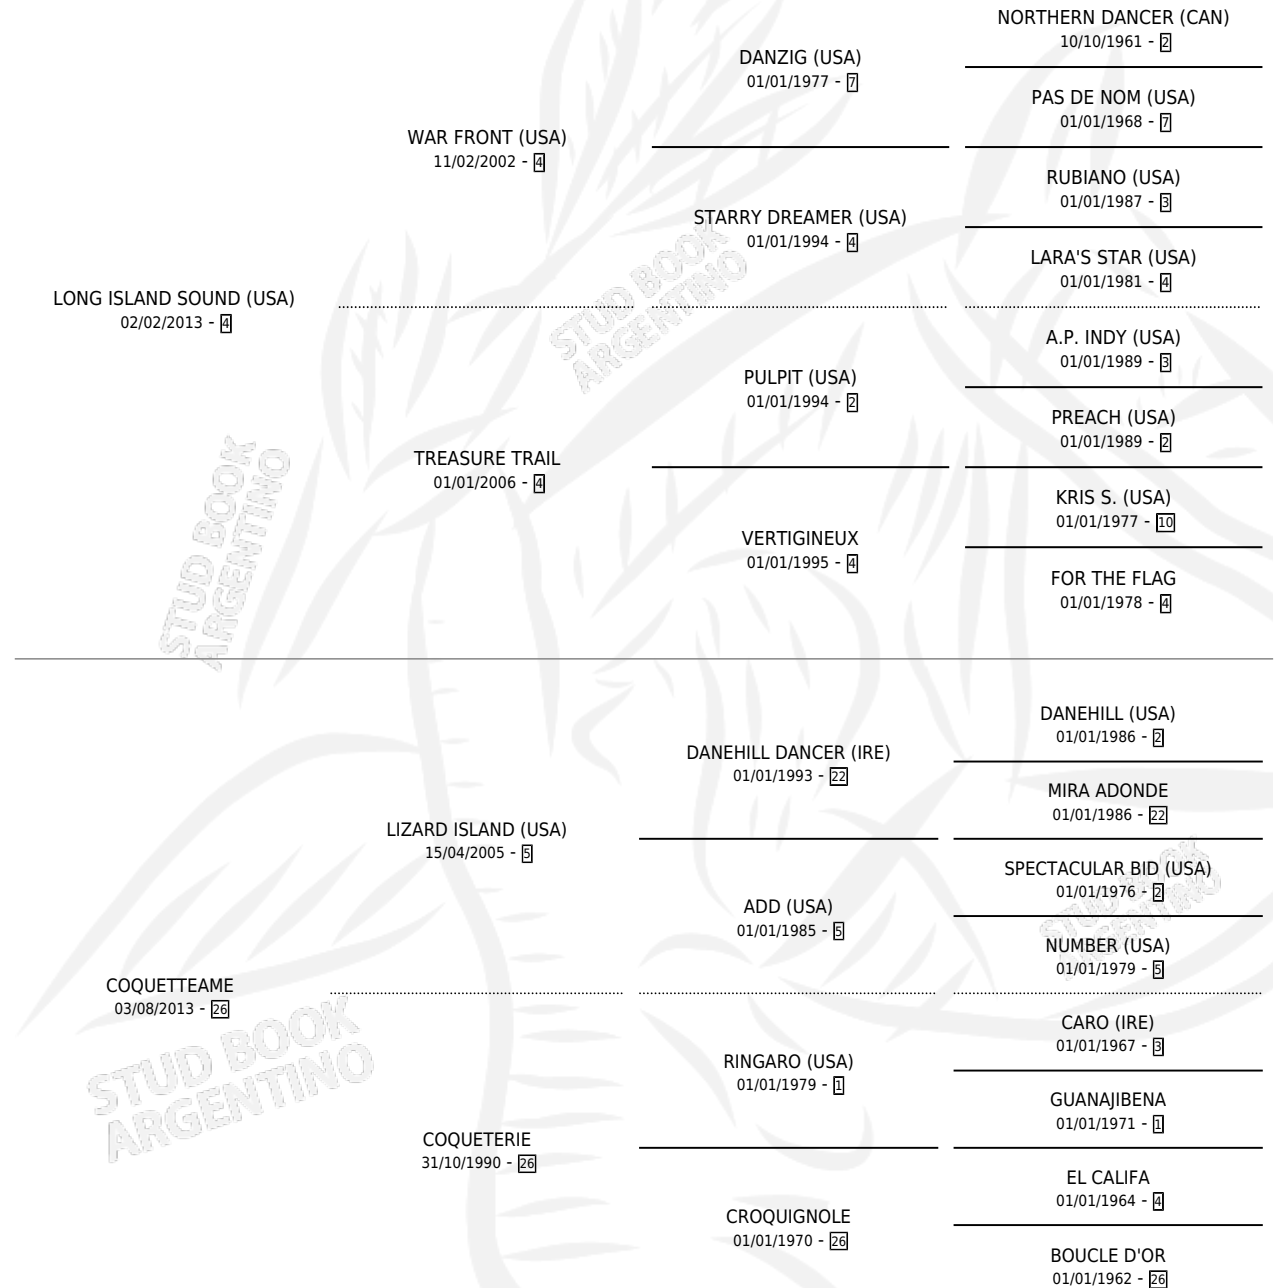 NORTHERN DANCER (CAN)
10/10/1961 - 2
DANZIG (USA)
01/01/1977 - 7
PAS DE NOM (USA)
01/01/1968 - 7
WAR FRONT (USA)
11/02/2002 - 4
RUBIANO (USA)
01/01/1987 - 3
STARRY DREAMER (USA)
01/01/1994 - 4
LARA'S STAR (USA)
01/01/1981 - 4
LONG ISLAND SOUND (USA)
02/02/2013 - 4
A.P. INDY (USA)
01/01/1989 - 3
PULPIT (USA)
01/01/1994 - 2
PREACH (USA)
01/01/1989 - 2
TREASURE TRAIL
01/01/2006 - 4
KRIS S. (USA)
01/01/1977 - 10
VERTIGINEUX
01/01/1995 - 4
FOR THE FLAG
01/01/1978 - 4
STUD BOOK
ARGENTINO
STUD BOOK
ARGENTINO
DANEHILL (USA)
01/01/1986 - 2
DANEHILL DANCER (IRE)
01/01/1993 - 22
MIRA ADONDE
01/01/1986 - 22
LIZARD ISLAND (USA)
15/04/2005 - 5
SPECTACULAR BID (USA)
01/01/1976 - 2
ADD (USA)
01/01/1985 - 5
NUMBER (USA)
01/01/1979 - 5
COQUETTEAME
03/08/2013 - 26
CARO (IRE)
01/01/1967 - 3
RINGARO (USA)
01/01/1979 - 1
GUANAJIBENA
01/01/1971 - 1
COQUETERIE
31/10/1990 - 26
EL CALIFA
01/01/1964 - 4
CROQUIGNOLE
01/01/1970 - 26
BOUCLE D'OR
01/01/1962 - 26
STUD BOOK
ARGENTINO
STUD BOOK
ARGENTINO